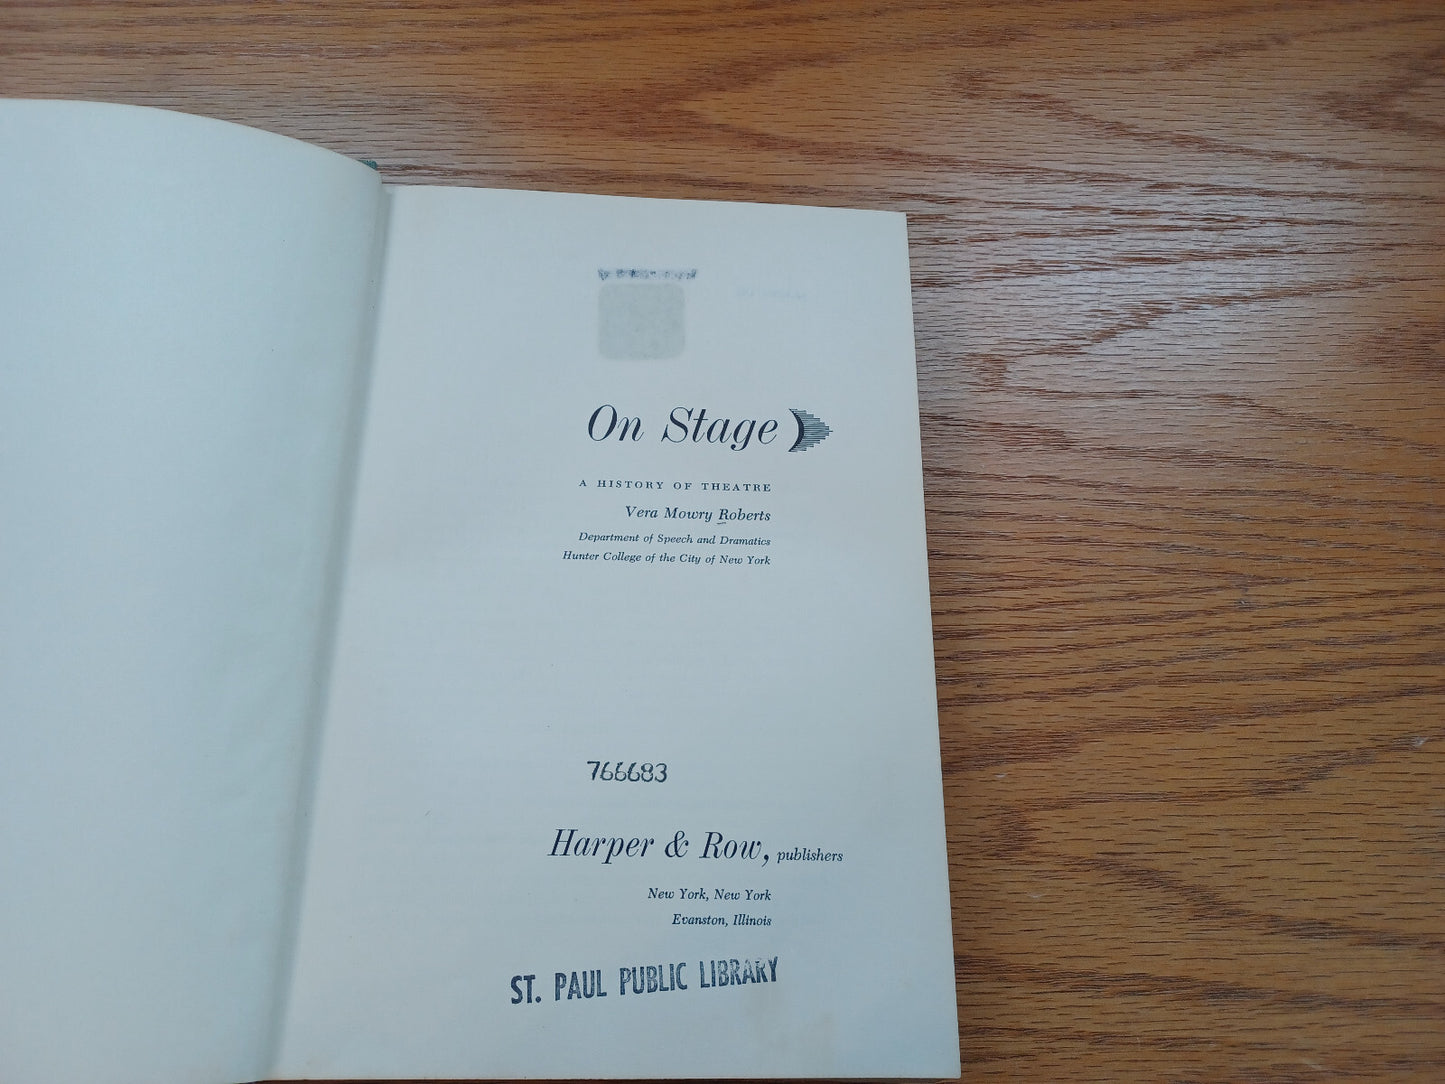 On Stage
A HISTORY OF THEATRE
Vera Mowry Roberts
Department of Speech and Dramatics
Hunter College of the City of New York
766683
Harper & Row, publishers
New York, New York
Evanston, Illinois
ST. PAUL PUBLIC LIBRARY